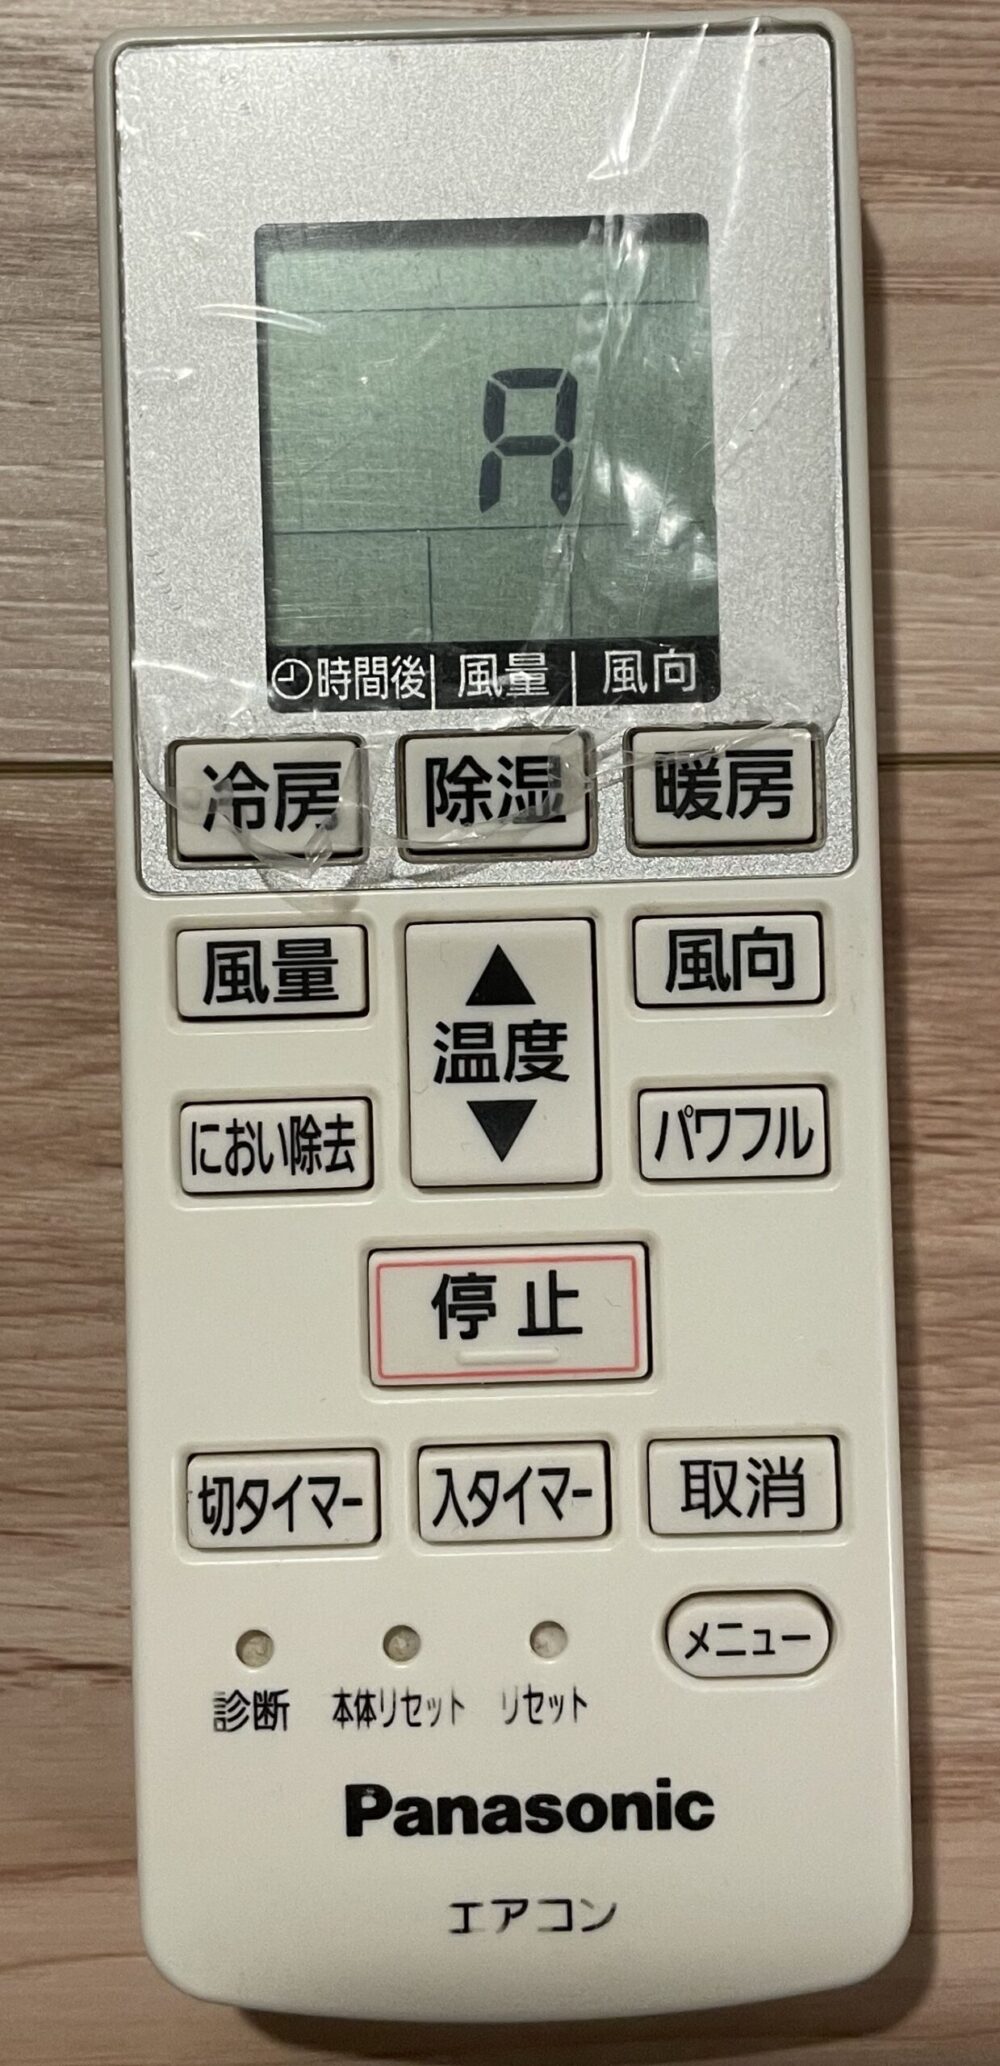 A
時間後 風量 風向
冷房 除湿 暖房
風量 ▲ 風向
温度
におい除去 ▼ パワフル
停止
切タイマー 入タイマー 取消
メニュー
診断 本体リセット リセット
Panasonic
エアコン